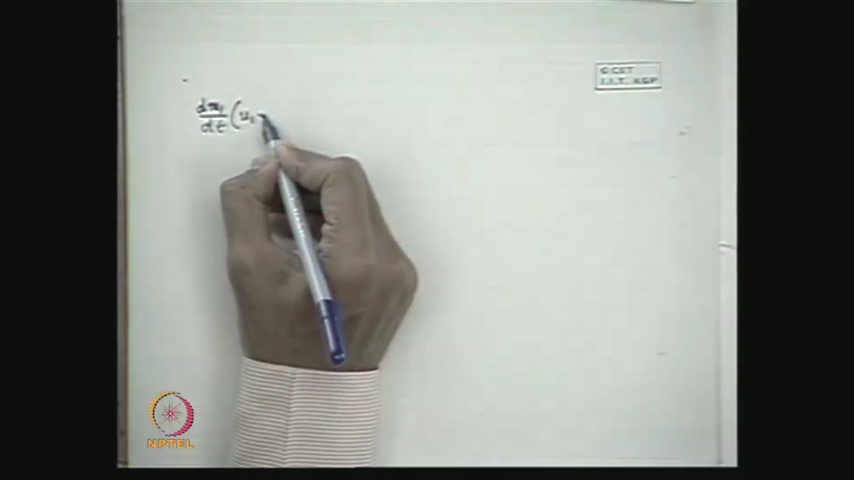 © CET
I.I.T. KGP
dm₁/dt (u₁
NPTEL